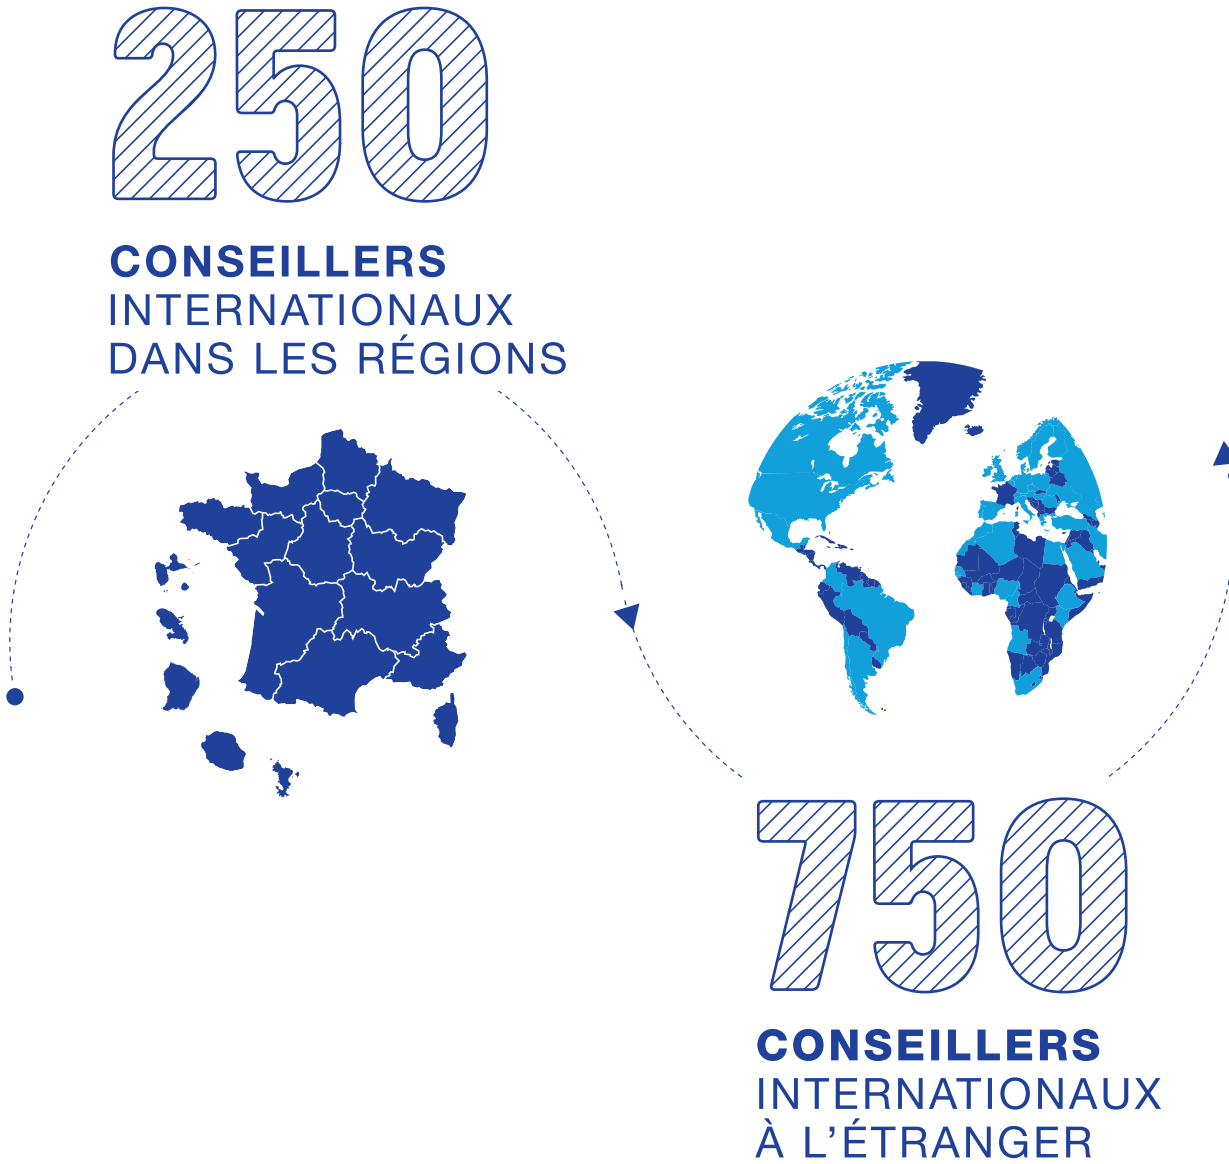 250
CONSEILLERS
INTERNATIONAUX
DANS LES RÉGIONS
750
CONSEILLERS
INTERNATIONAUX
À L'ÉTRANGER